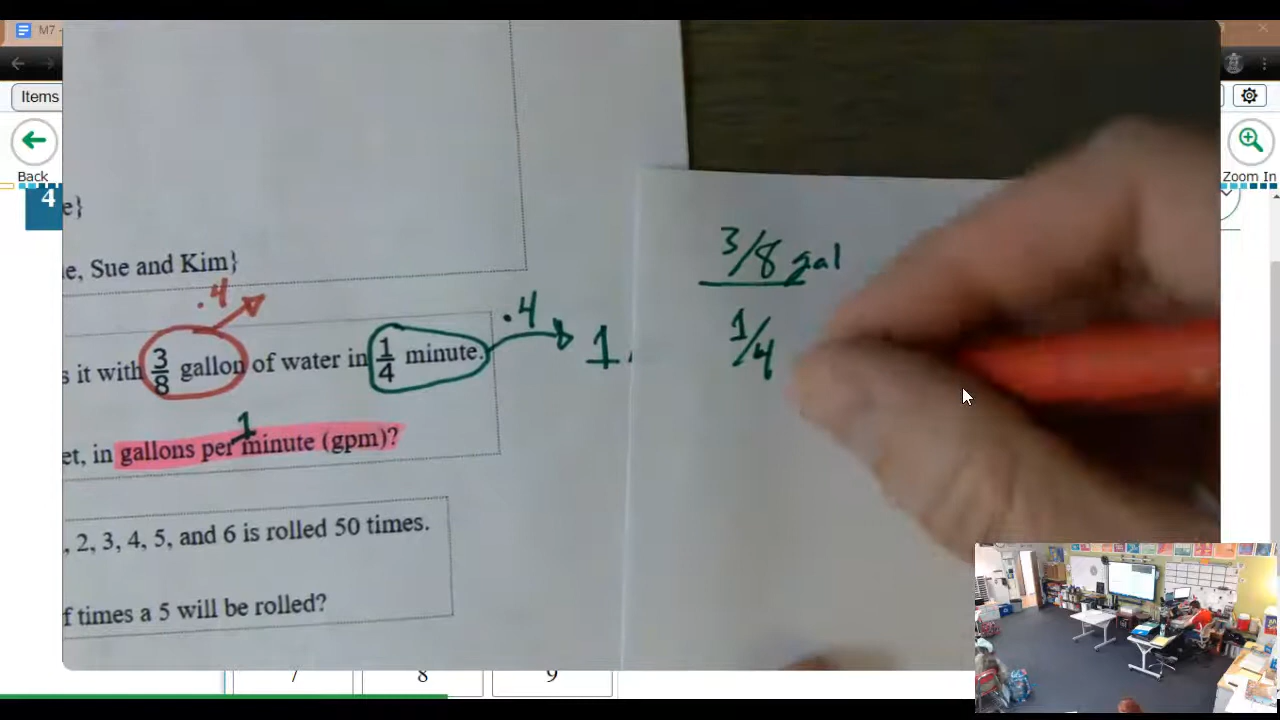 M7
Items
Back
Zoom In
4
e}
e, Sue and Kim}
.4
.4
s it with 3/8 gallon of water in 1/4 minute.
1.
3/8 gal
1/4
1
et, in gallons per minute (gpm)?
, 2, 3, 4, 5, and 6 is rolled 50 times.
f times a 5 will be rolled?
7 8 9